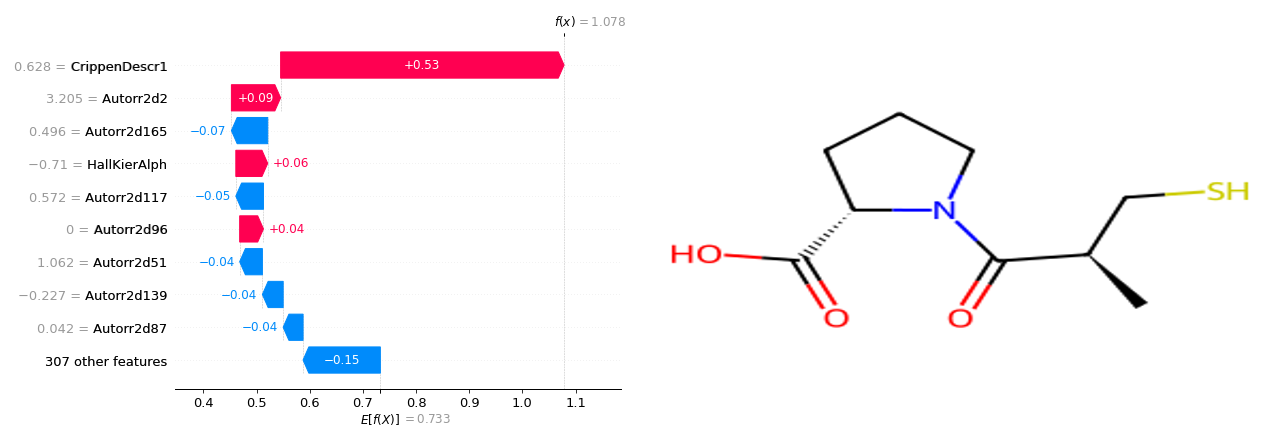 f(x) = 1.078
0.628 = CrippenDescr1
+0.53
3.205 = Autorr2d2
+0.09
0.496 = Autorr2d165
−0.07
−0.71 = HallKierAlph
+0.06
0.572 = Autorr2d117
−0.05
0 = Autorr2d96
+0.04
1.062 = Autorr2d51
−0.04
−0.227 = Autorr2d139
−0.04
0.042 = Autorr2d87
−0.04
307 other features
−0.15
0.4 0.5 0.6 0.7 0.8 0.9 1.0 1.1
E[f(X)] = 0.733
SH
N
HO
O
O